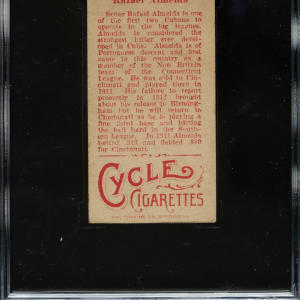 Rafael Almeida
Senor Rafael Almeida is one
of the first two Cubans to
operate in the big leagues.
Almeida is considered the
strongest hitter ever devel-
oped in Cuba. Almeida is of
Portuguese descent and first
came to this country as a
member of the New Britain
team of the Connecticut
League. He was sold to Cin-
cinnati and played there in
1911. His failure to report
promptly in 1912 brought
about his release to Birming-
ham but he will return to
Cincinnati as he is playing a
fine third base and hitting
the ball hard in the South-
ern League. In 1911 Almeida
batted .313 and fielded
for Cincinnati.
CYCLE
CIGARETTES